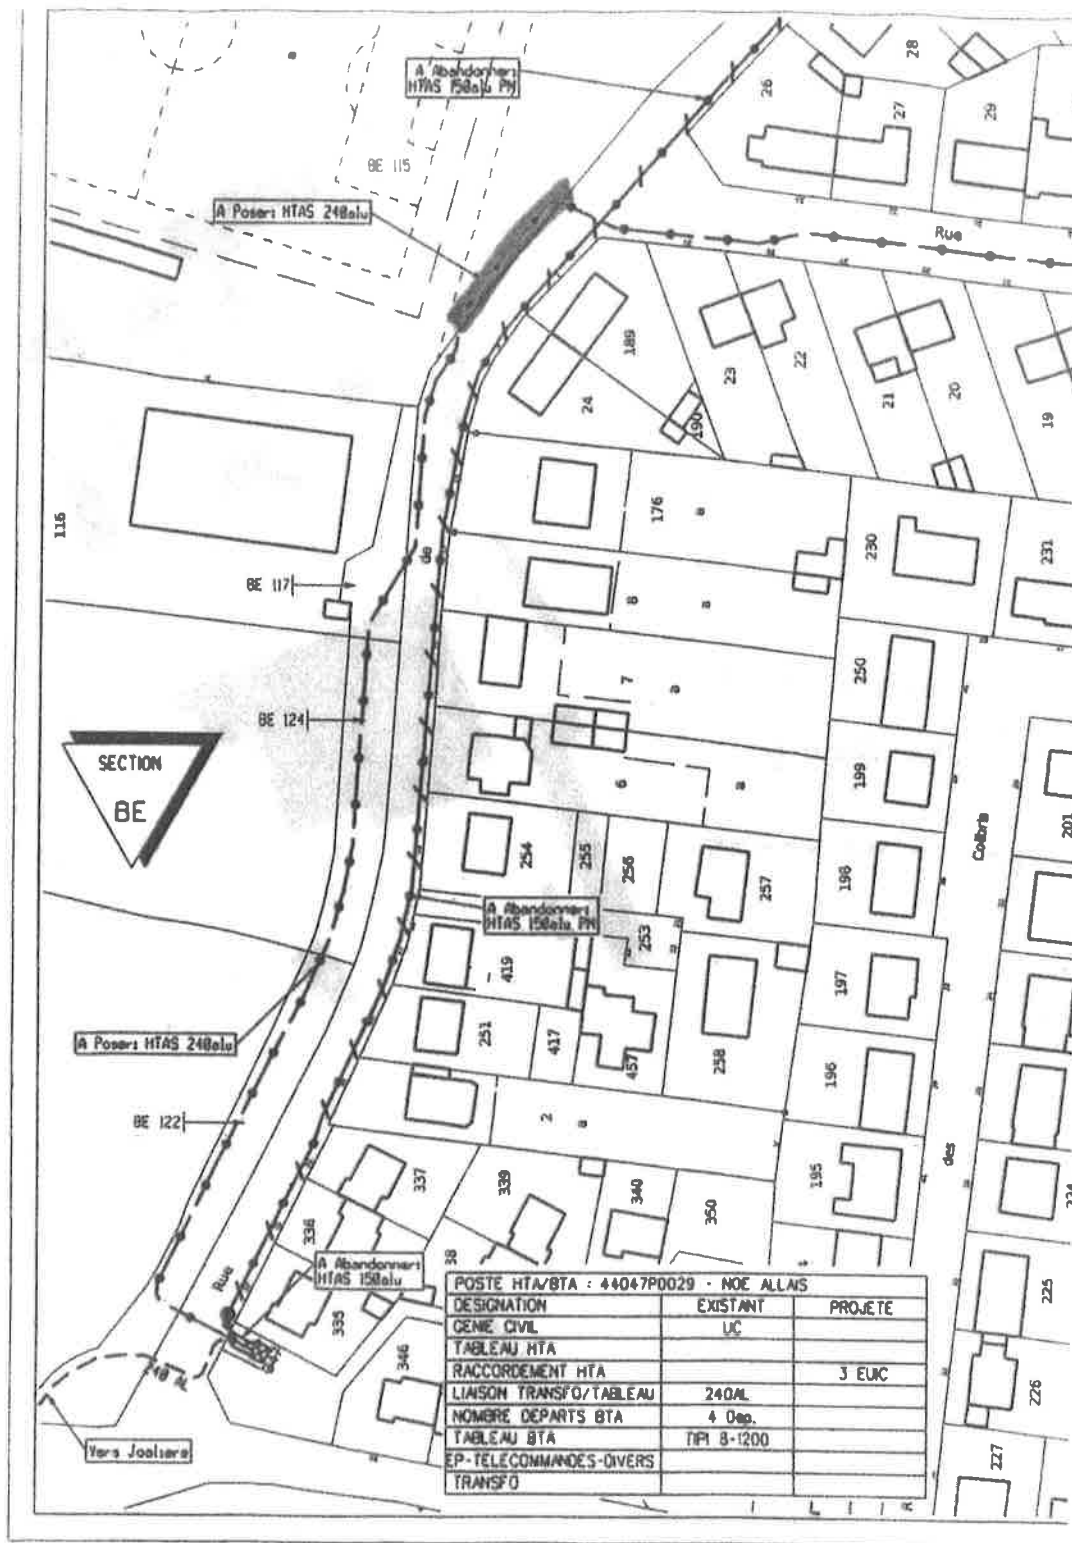 28
A Abandonner:
HTAS 150alu PM
26
27
29
a
BE 115
A Poser: HTAS 240alu
Rue
189
24
190
23
22
21
20
19
116
de
176
a
230
231
BE 117
8
a
250
7
a
BE 124
SECTION
BE
6
a
199
201
Colibris
254
255
256
257
198
A Abandonner:
HTAS 150alu PM
253
419
197
251
417
457
258
196
A Poser: HTAS 240alu
2
a
BE 122
des
195
337
339
340
350
336
224
Rue
A Abandonner:
HTAS 150alu
38
335
346
240 AL
225
226
227
Vers Jaoliere
POSTE HTA/BTA : 44047P0029 - NOE ALLAIS
DESIGNATION EXISTANT PROJETE
GENIE CIVIL UC
TABLEAU HTA
RACCORDEMENT HTA 3 EUIC
LIAISON TRANSFO/TABLEAU 240AL
NOMBRE DEPARTS BTA 4 Dep.
TABLEAU BTA TIPI 8-1200
EP-TELECOMMANDES-DIVERS
TRANSFO